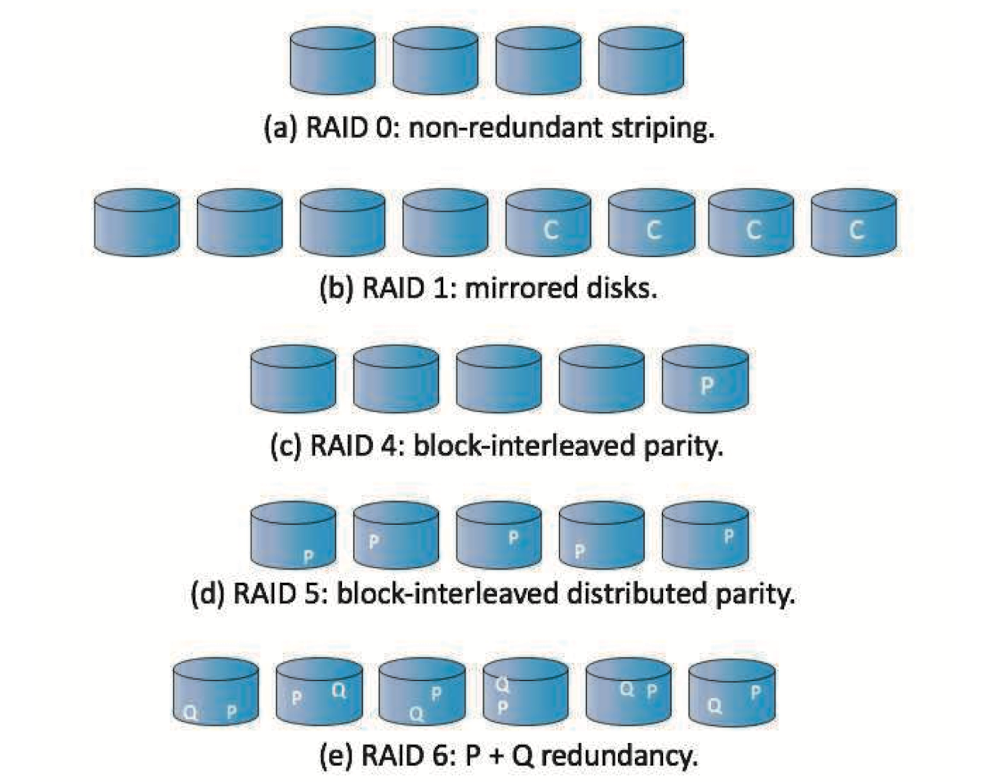 (a) RAID 0: non-redundant striping.
C C C C
(b) RAID 1: mirrored disks.
P
(c) RAID 4: block-interleaved parity.
P P P P P
(d) RAID 5: block-interleaved distributed parity.
Q P P Q P Q Q P Q P Q P
(e) RAID 6: P + Q redundancy.